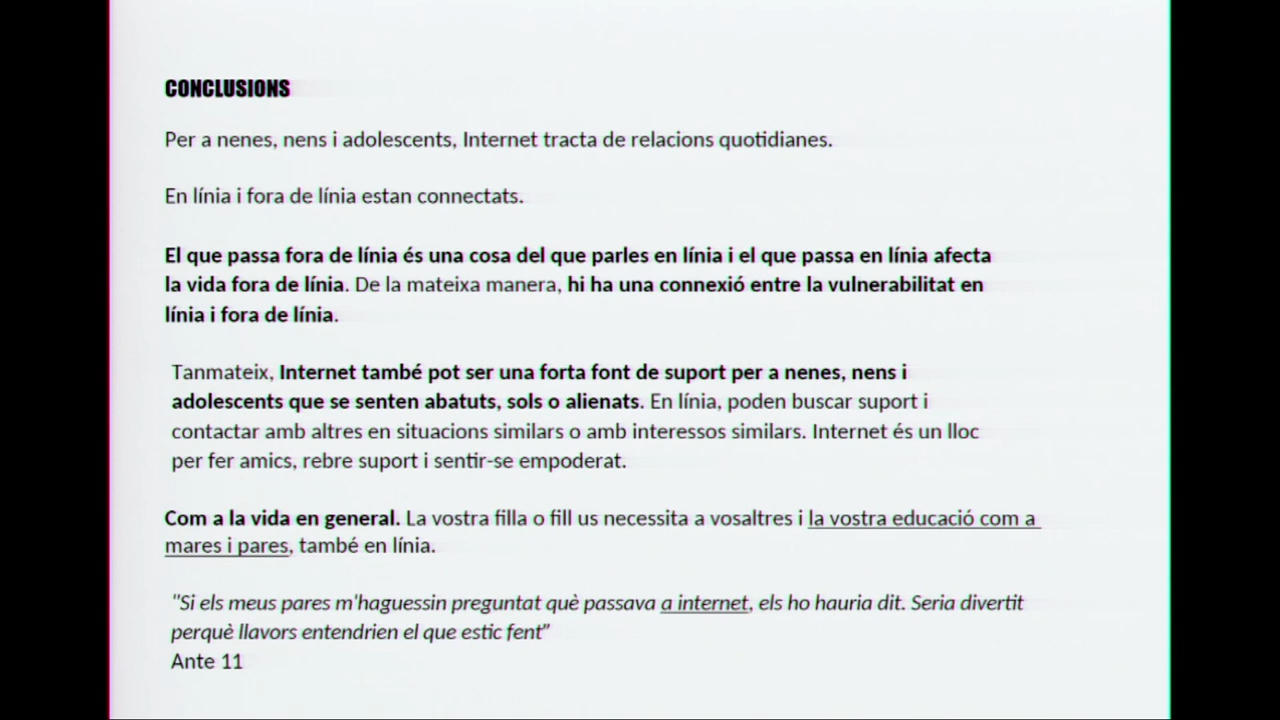 CONCLUSIONS
Per a nenes, nens i adolescents, Internet tracta de relacions quotidianes.
En línia i fora de línia estan connectats.
El que passa fora de línia és una cosa del que parles en línia i el que passa en línia afecta
la vida fora de línia. De la mateixa manera, hi ha una connexió entre la vulnerabilitat en
línia i fora de línia.
Tanmateix, Internet també pot ser una forta font de suport per a nenes, nens i
adolescents que se senten abatuts, sols o alienats. En línia, poden buscar suport i
contactar amb altres en situacions similars o amb interessos similars. Internet és un lloc
per fer amics, rebre suport i sentir-se empoderat.
Com a la vida en general. La vostra filla o fill us necessita a vosaltres i la vostra educació com a
mares i pares, també en línia.
"Si els meus pares m'haguessin preguntat què passava a internet, els ho hauria dit. Seria divertit
perquè llavors entendrien el que estic fent”
Ante 11